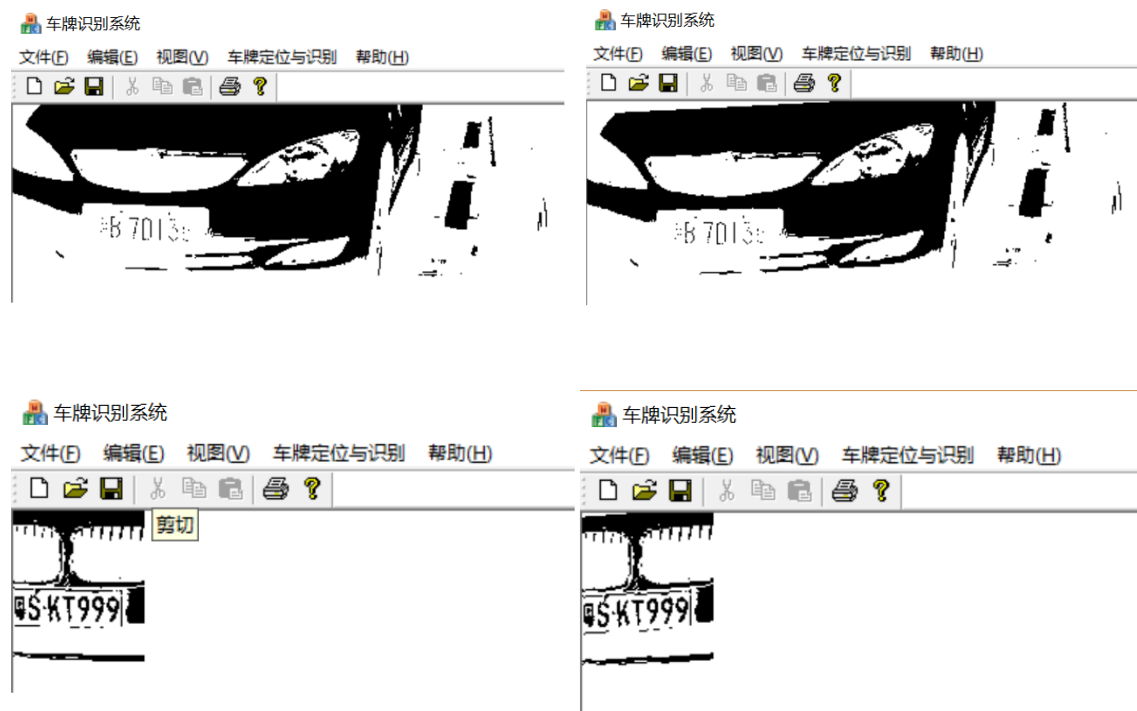 车牌识别系统
文件(F) 编辑(E) 视图(V) 车牌定位与识别 帮助(H)
B 7D13
车牌识别系统
文件(F) 编辑(E) 视图(V) 车牌定位与识别 帮助(H)
B 7D13
车牌识别系统
文件(F) 编辑(E) 视图(V) 车牌定位与识别 帮助(H)
剪切
S·KT999
车牌识别系统
文件(F) 编辑(E) 视图(V) 车牌定位与识别 帮助(H)
S·KT999